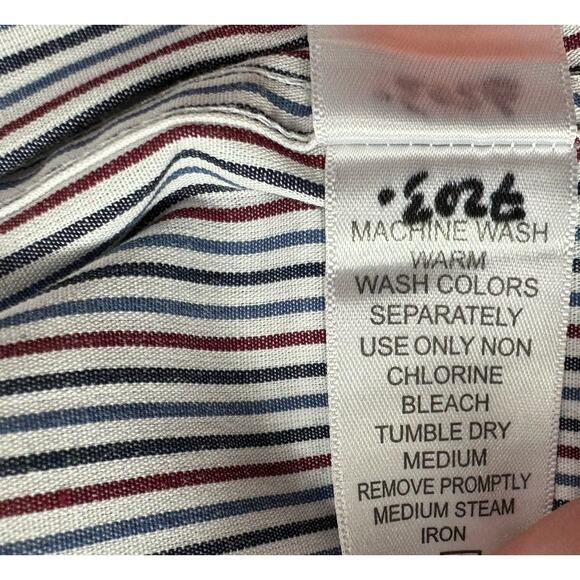 MACHINE WASH
WARM
WASH COLORS
SEPARATELY
USE ONLY NON
CHLORINE
BLEACH
TUMBLE DRY
MEDIUM
REMOVE PROMPTLY
MEDIUM STEAM
IRON